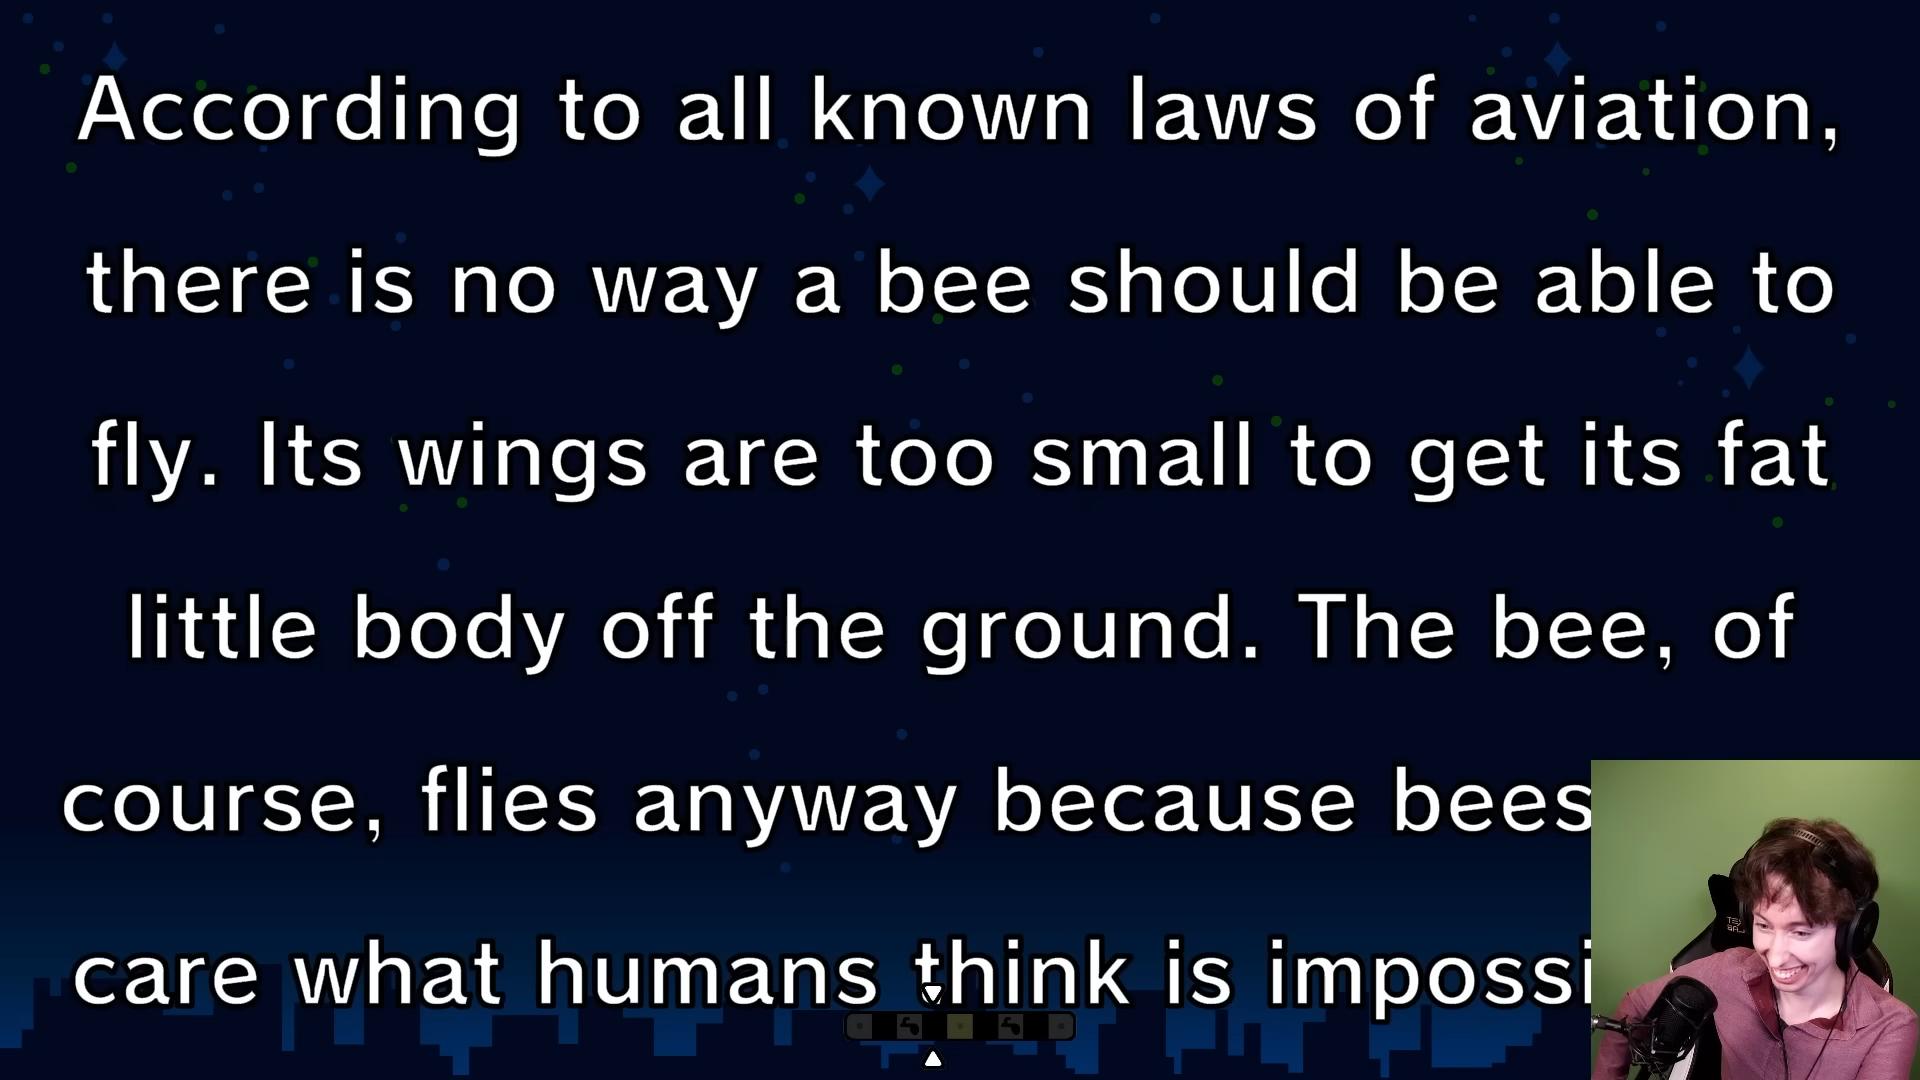 According to all known laws of aviation,
there is no way a bee should be able to
fly. Its wings are too small to get its fat
little body off the ground. The bee, of
course, flies anyway because bees
care what humans think is impossi